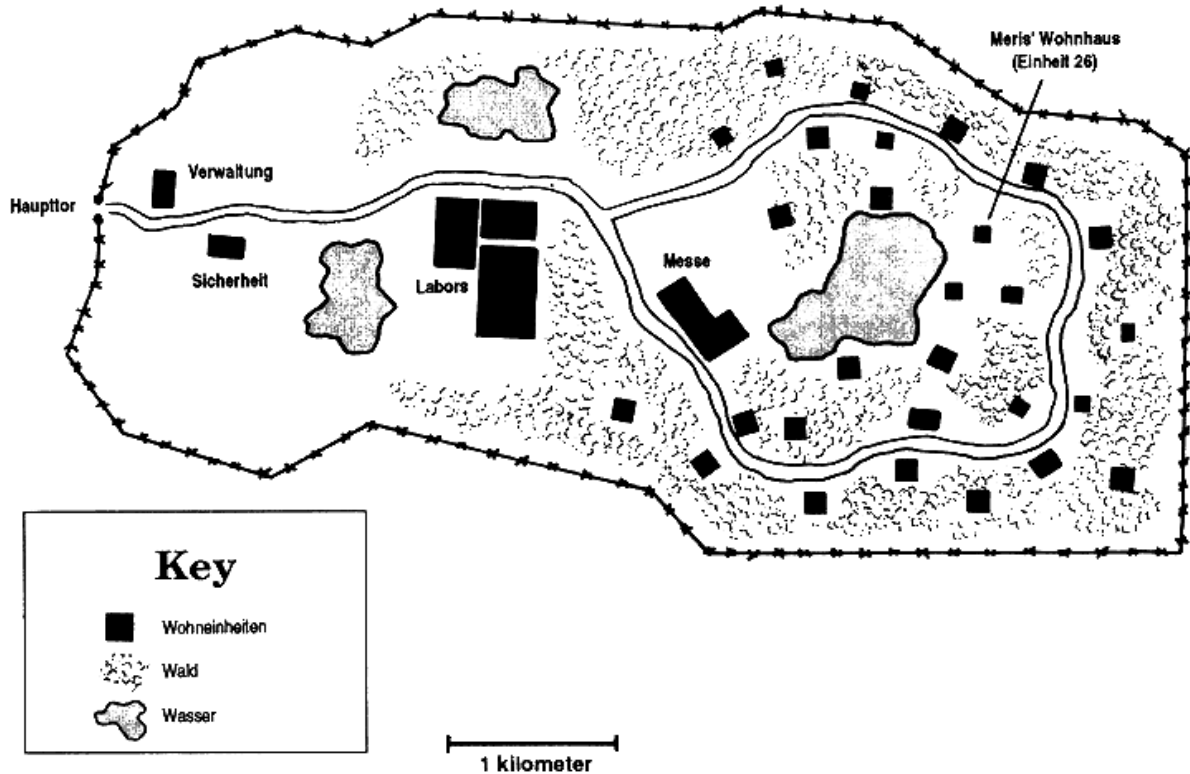 Meris' Wohnhaus
(Einheit 26)
Verwaltung
Haupttor
Sicherheit
Labors
Messe
Key
Wohneinheiten
Wald
Wasser
1 kilometer